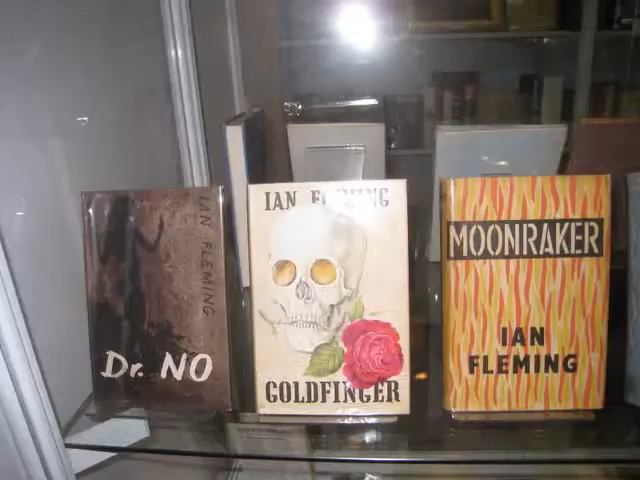 IAN FLEMING
Dr. NO
IAN FLEMING
GOLDFINGER
MOONRAKER
IAN
FLEMING